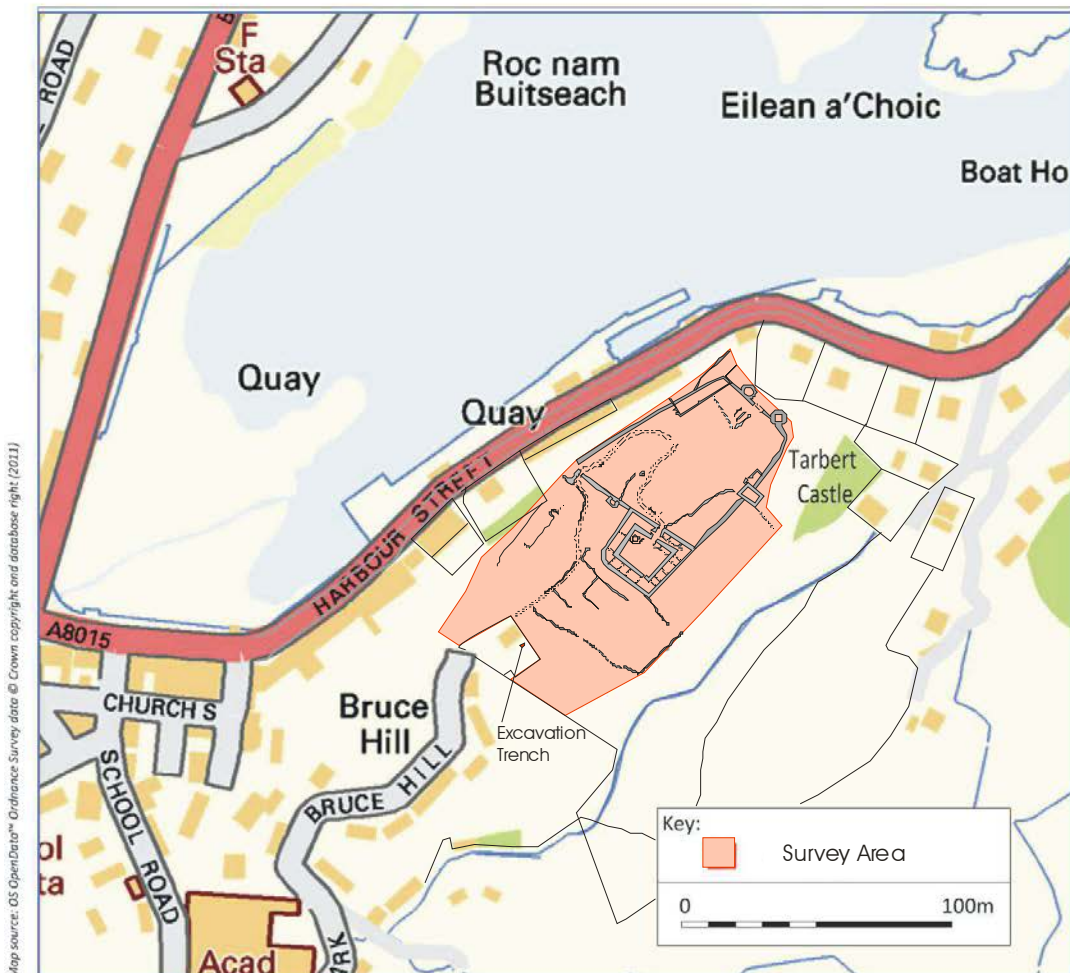 F
Sta
ROAD
Roc nam
Buitseach
Eilean a'Choic
Boat Ho
Quay
Quay
HARBOUR STREET
Tarbert
Castle
A8015
CHURCH S
Bruce
Hill
Excavation
Trench
BRUCE HILL
SCHOOL ROAD
ol
ta
Acad
ARK
Key:
Survey Area
0 100m
Map source: OS OpenData™ Ordnance Survey data © Crown copyright and database right (2011)